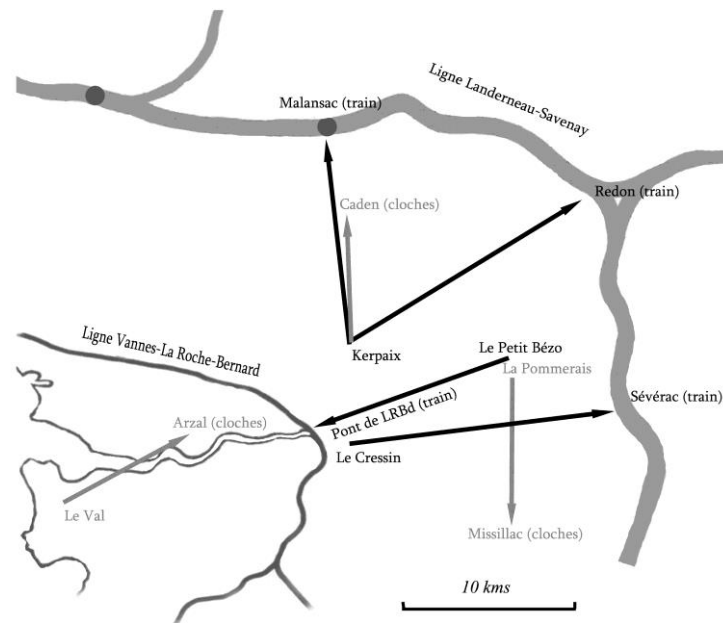 Ligne Landerneau-Savenay
Malansac (train)
Redon (train)
Caden (cloches)
Ligne Vannes-La Roche-Bernard
Kerpaix
Le Petit Bézo
La Pommerais
Pont de LRBd (train)
Sévérac (train)
Arzal (cloches)
Le Cressin
Le Val
Missillac (cloches)
10 kms